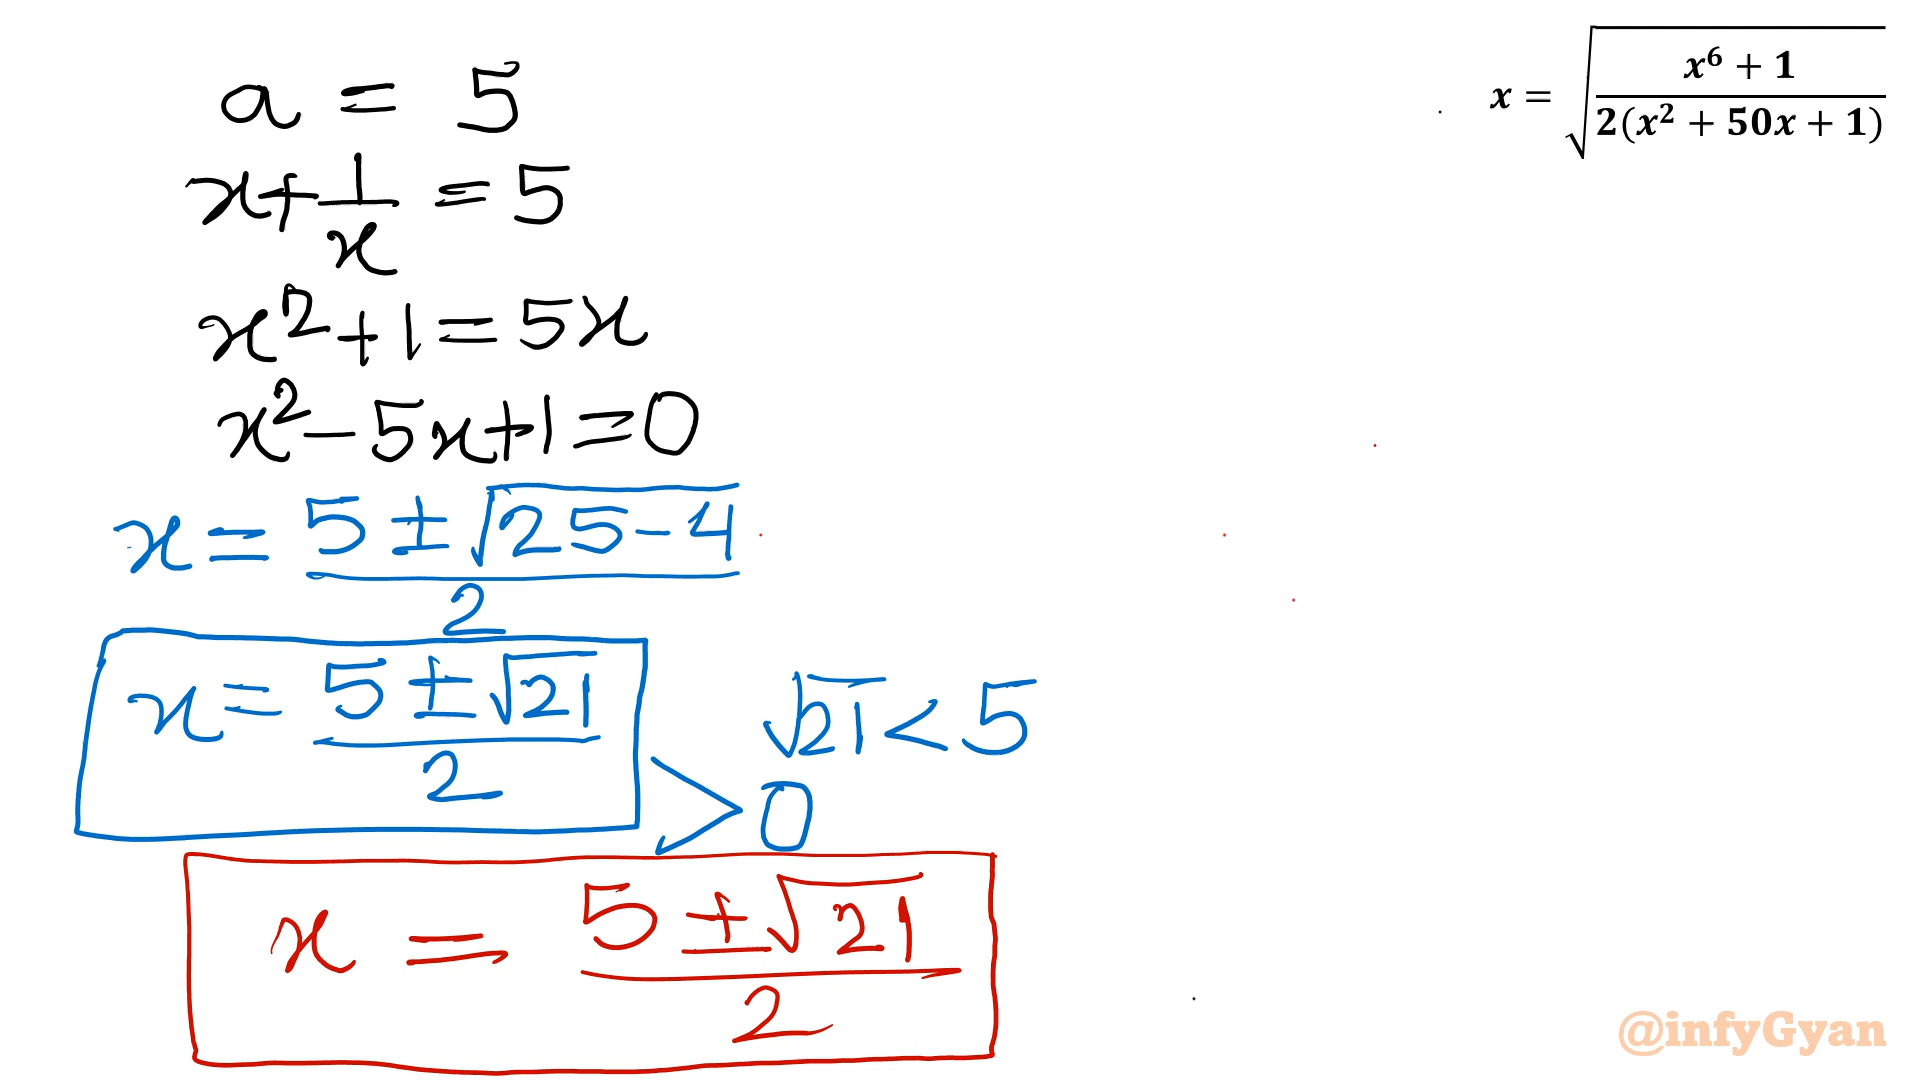 a = 5
x + 1/x = 5
x² + 1 = 5x
x² - 5x + 1 = 0
x = (5 ± √(25 - 4))/2
x = (5 ± √21)/2
√21 < 5
> 0
x = (5 ± √21)/2
x = √((x⁶ + 1)/(2(x² + 50x + 1)))
@infyGyan